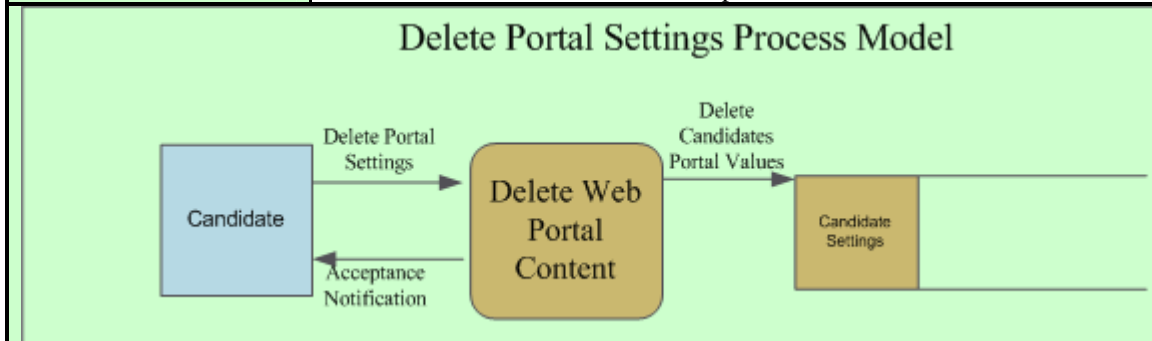 Delete Portal Settings Process Model
Delete
Candidates
Portal Values
Delete Portal
Settings
Candidate
Delete Web
Portal
Content
Candidate
Settings
Acceptance
Notification